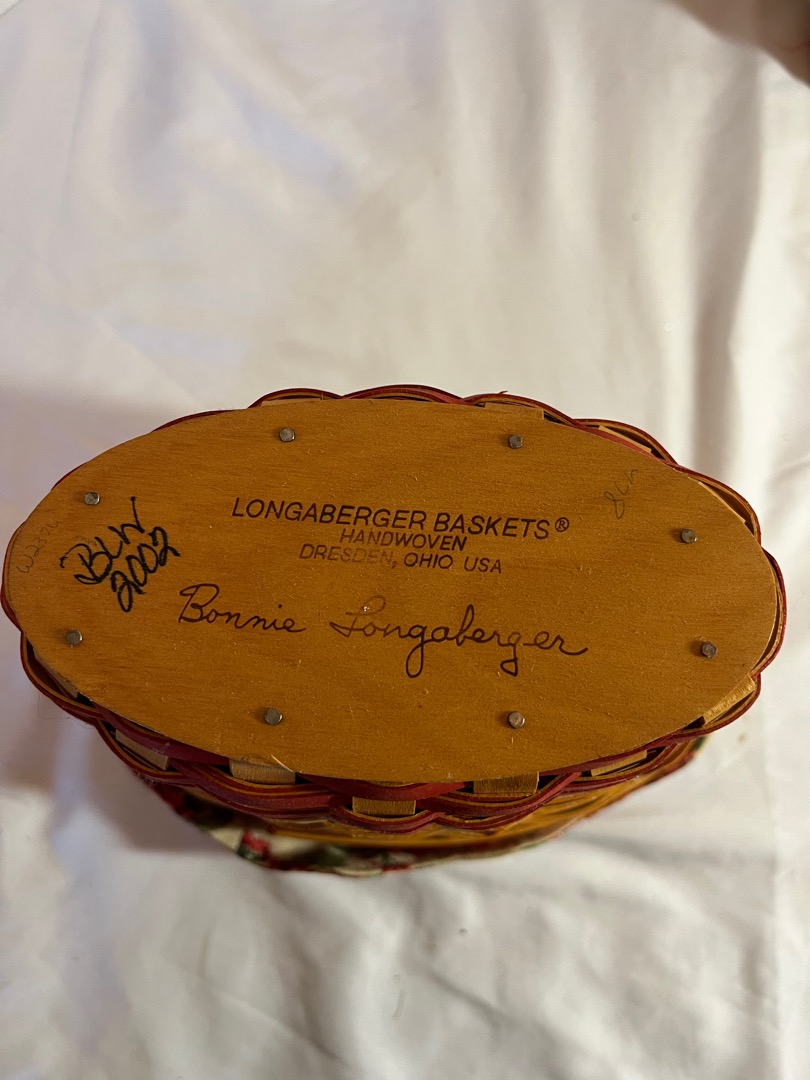 LONGABERGER BASKETS®
HANDWOVEN
DRESDEN, OHIO USA
BLW
2002
Bonnie Longaberger